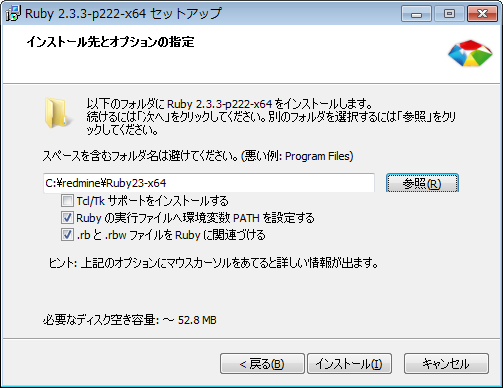 Ruby 2.3.3-p222-x64 セットアップ
インストール先とオプションの指定
以下のフォルダに Ruby 2.3.3-p222-x64 をインストールします。
続けるには「次へ」をクリックしてください。別のフォルダを選択するには「参照」をクリ
ックしてください。
スペースを含むフォルダ名は避けてください。(悪い例: Program Files)
C:¥redmine¥Ruby23-x64
参照(R)
Tcl/Tk サポートをインストールする
Ruby の実行ファイルへ環境変数 PATH を設定する
.rb と .rbw ファイルを Ruby に関連づける
ヒント: 上記のオプションにマウスカーソルをあてると詳しい情報が出ます。
必要なディスク空き容量: ～ 52.8 MB
< 戻る(B)
インストール(I)
キャンセル